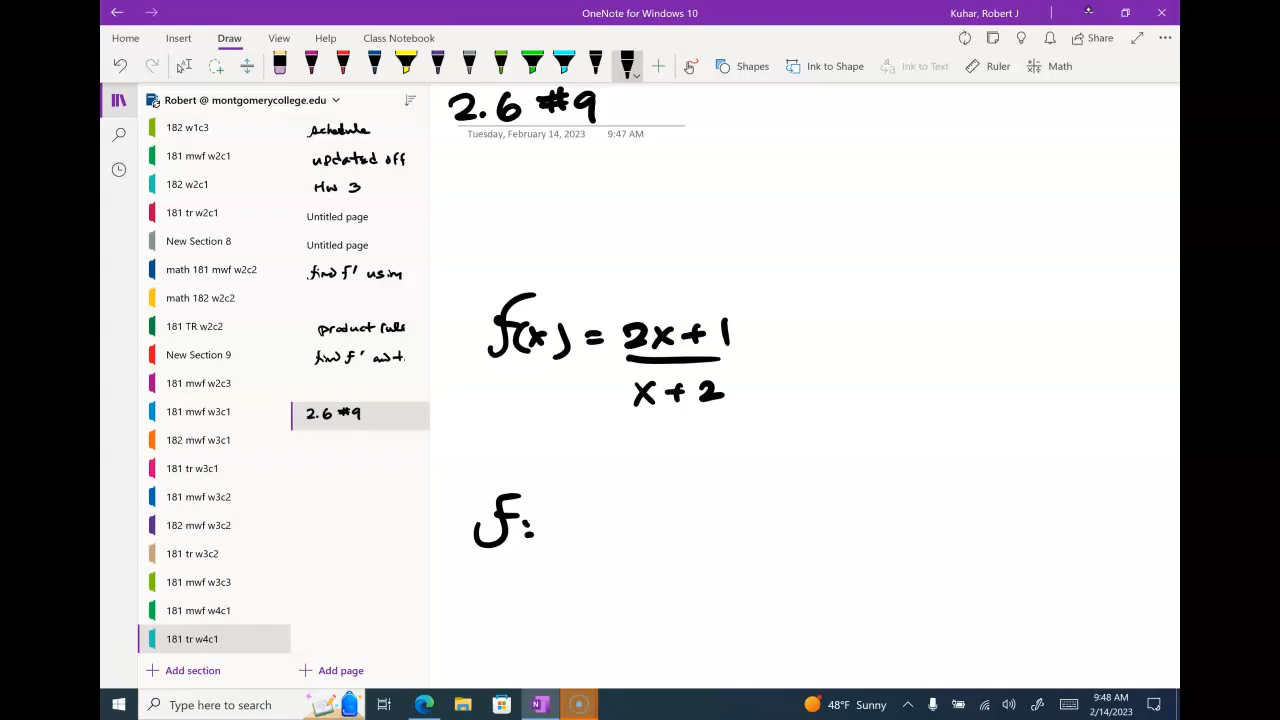 OneNote for Windows 10
Kuhar, Robert J
Home Insert Draw View Help Class Notebook
Share
Shapes Ink to Shape Ink to Text Ruler Math
Robert @ montgomerycollege.edu
182 w1c3
181 mwf w2c1
182 w2c1
181 tr w2c1
New Section 8
math 181 mwf w2c2
math 182 w2c2
181 TR w2c2
New Section 9
181 mwf w2c3
181 mwf w3c1
182 mwf w3c1
181 tr w3c1
181 mwf w3c2
182 mwf w3c2
181 tr w3c2
181 mwf w3c3
181 mwf w4c1
181 tr w4c1
Add section
schedule
updated off
HW 3
Untitled page
Untitled page
find f' using
product rule
find f' and t
2.6 #9
Add page
2.6 #9
Tuesday, February 14, 2023 9:47 AM
f(x) = 2x+1
x+2
f:
Type here to search
N
48°F Sunny
9:48 AM
2/14/2023